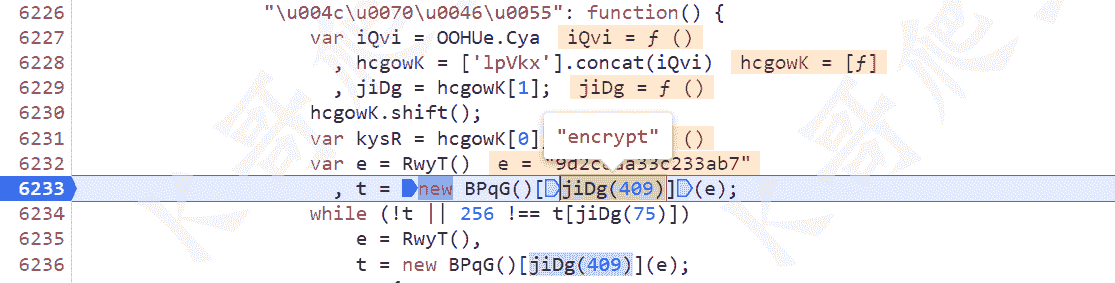 6226 "\u004c\u0070\u0046\u0055": function() {
6227 var iQvi = OOHUe.Cya iQvi = ƒ ()
6228 , hcgowK = ['lpVkx'].concat(iQvi) hcgowK = [ƒ]
6229 , jiDg = hcgowK[1]; jiDg = ƒ ()
6230 hcgowK.shift();
"encrypt"
6231 var kysR = hcgowK[0] ()
6232 var e = RwyT() e =
6233 , t = new BPqG()[jiDg(409)](e);
6234 while (!t || 256 !== t[jiDg(75)])
6235 e = RwyT(),
6236 t = new BPqG()[jiDg(409)](e);